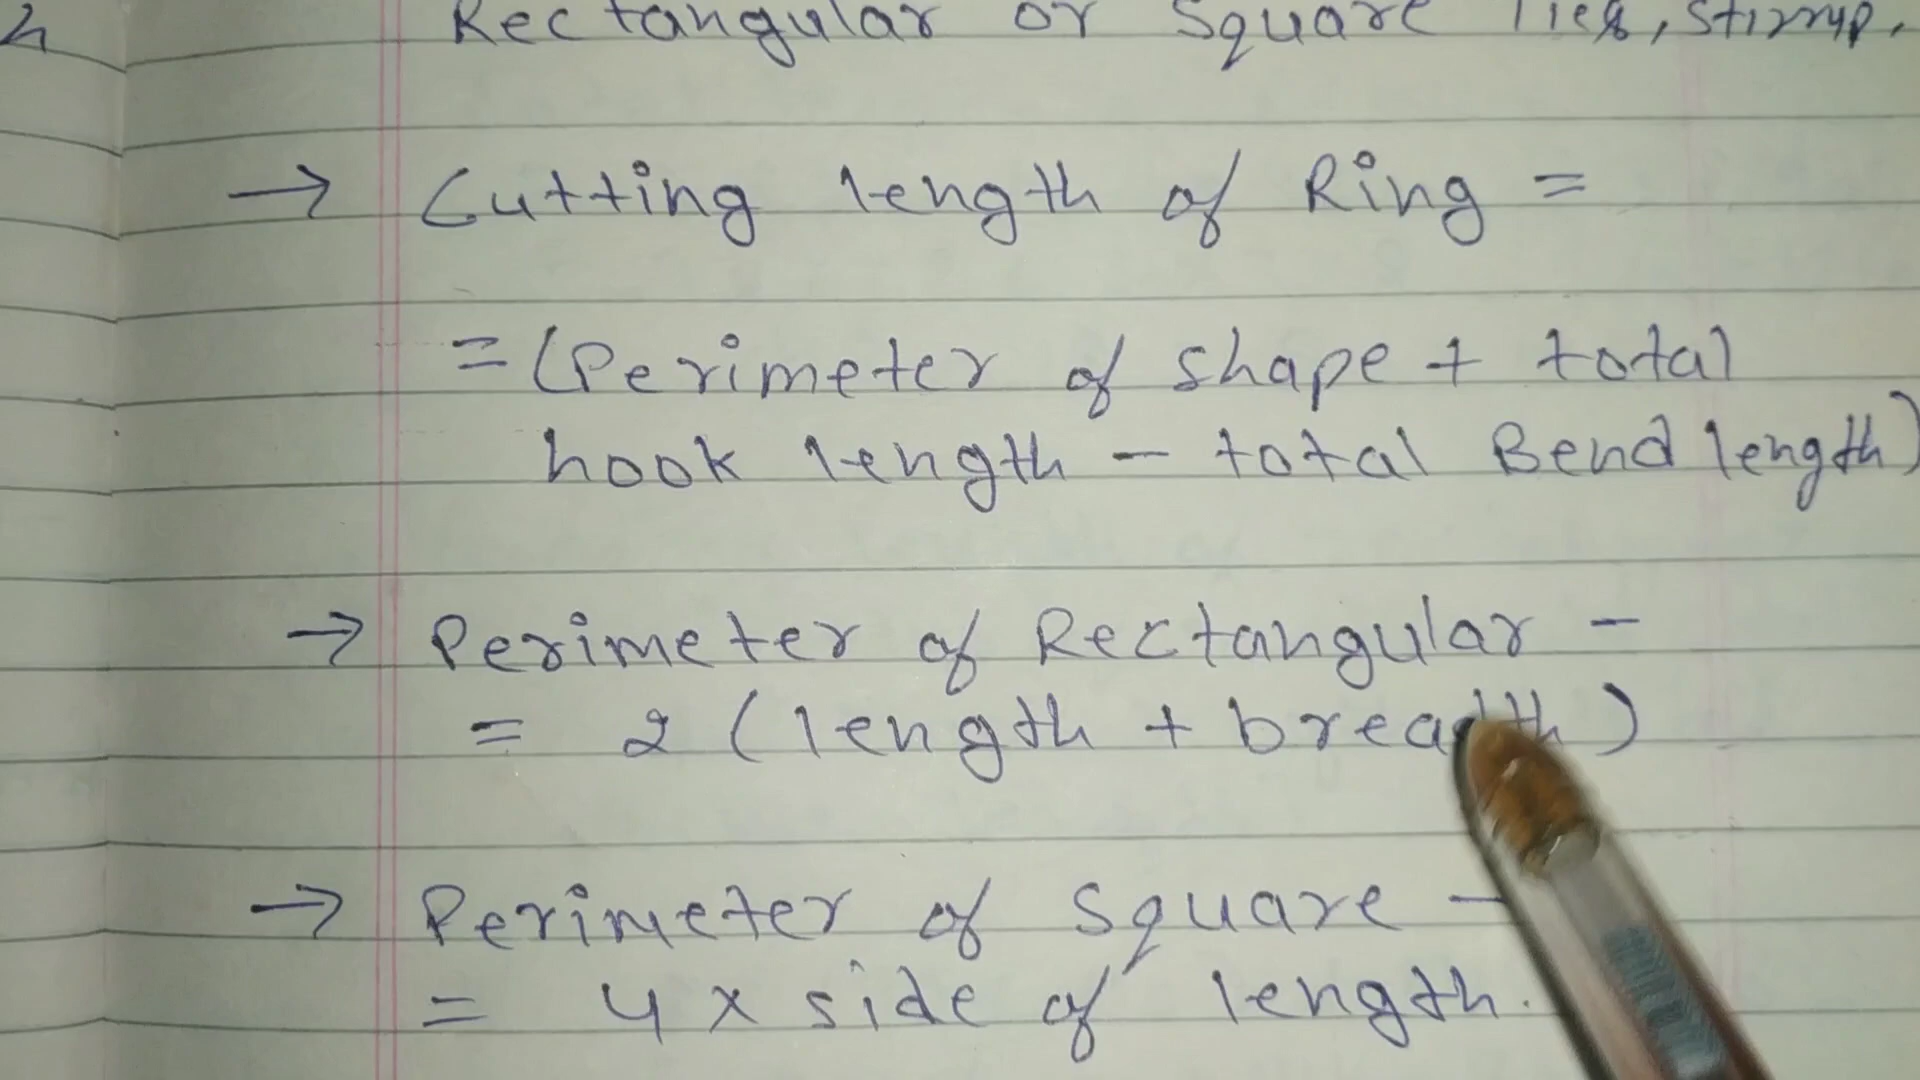 Rectangular or Square Ties, Stirrup.
→ Cutting length of Ring =
= (Perimeter of shape + total
hook length - total Bend length)
→ Perimeter of Rectangular -
= 2 (length + breadth)
→ Perimeter of Square -
= 4 x side of length.